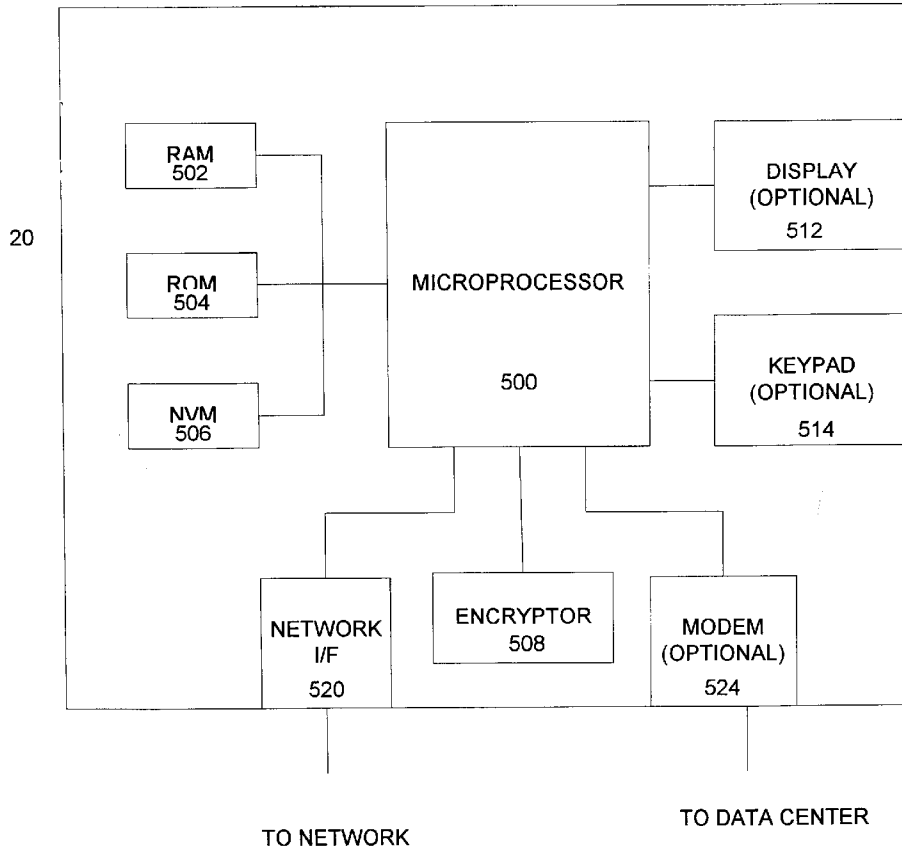 RAM
502
20
ROM
504
NVM
506
MICROPROCESSOR
500
DISPLAY
(OPTIONAL)
512
KEYPAD
(OPTIONAL)
514
NETWORK
I/F
520
ENCRYPTOR
508
MODEM
(OPTIONAL)
524
TO NETWORK
TO DATA CENTER